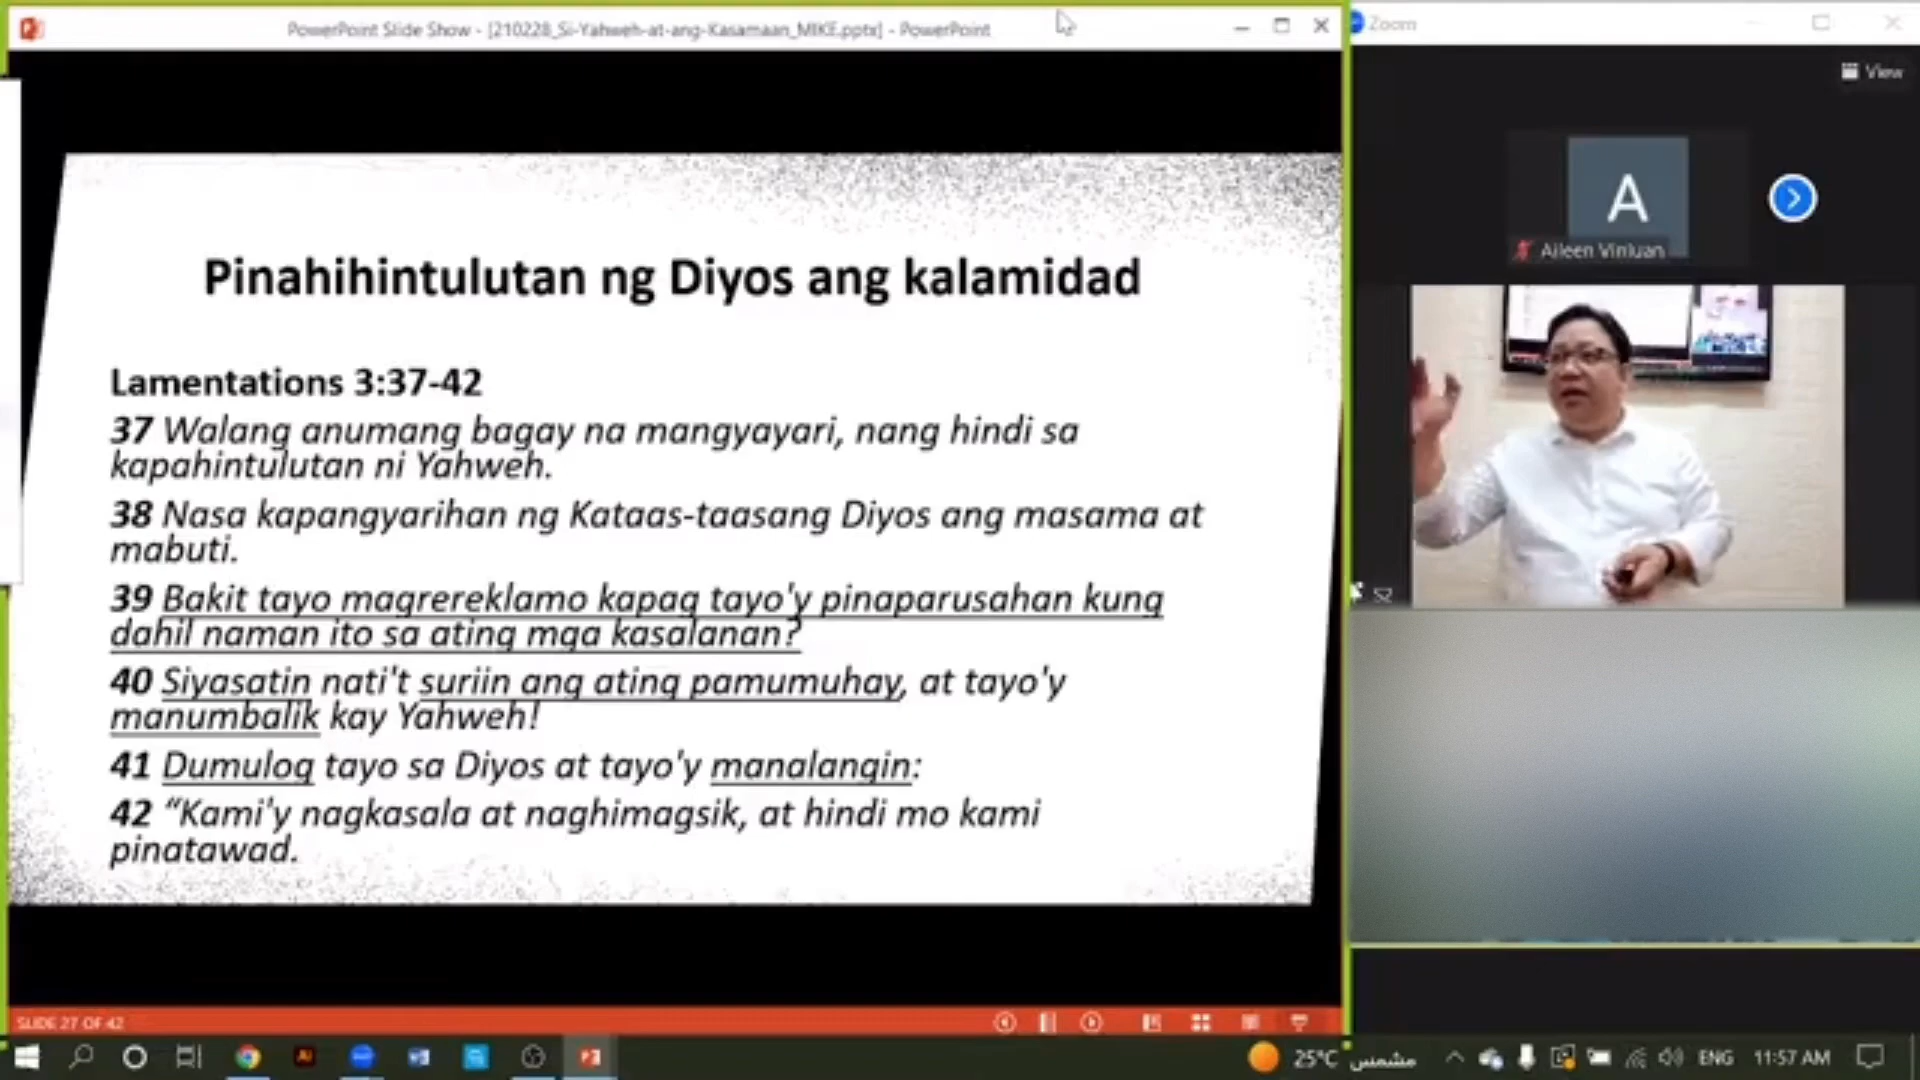 PowerPoint Slide Show - [210228_Si-Yahweh-at-ang-Kasamaan_MIKE.pptx] - PowerPoint
Zoom
View
A
Aileen Vinluan
Pinahihintulutan ng Diyos ang kalamidad
Lamentations 3:37-42
37 Walang anumang bagay na mangyayari, nang hindi sa
kapahintulutan ni Yahweh.
38 Nasa kapangyarihan ng Kataas-taasang Diyos ang masama at
mabuti.
39 Bakit tayo magrereklamo kapag tayo'y pinaparusahan kung
dahil naman ito sa ating mga kasalanan?
40 Siyasatin nati't suriin ang ating pamumuhay, at tayo'y
manumbalik kay Yahweh!
41 Dumulog tayo sa Diyos at tayo'y manalangin:
42 “Kami'y nagkasala at naghimagsik, at hindi mo kami
pinatawad.
SLIDE 27 OF 42
25°C مشمس
ENG
11:57 AM